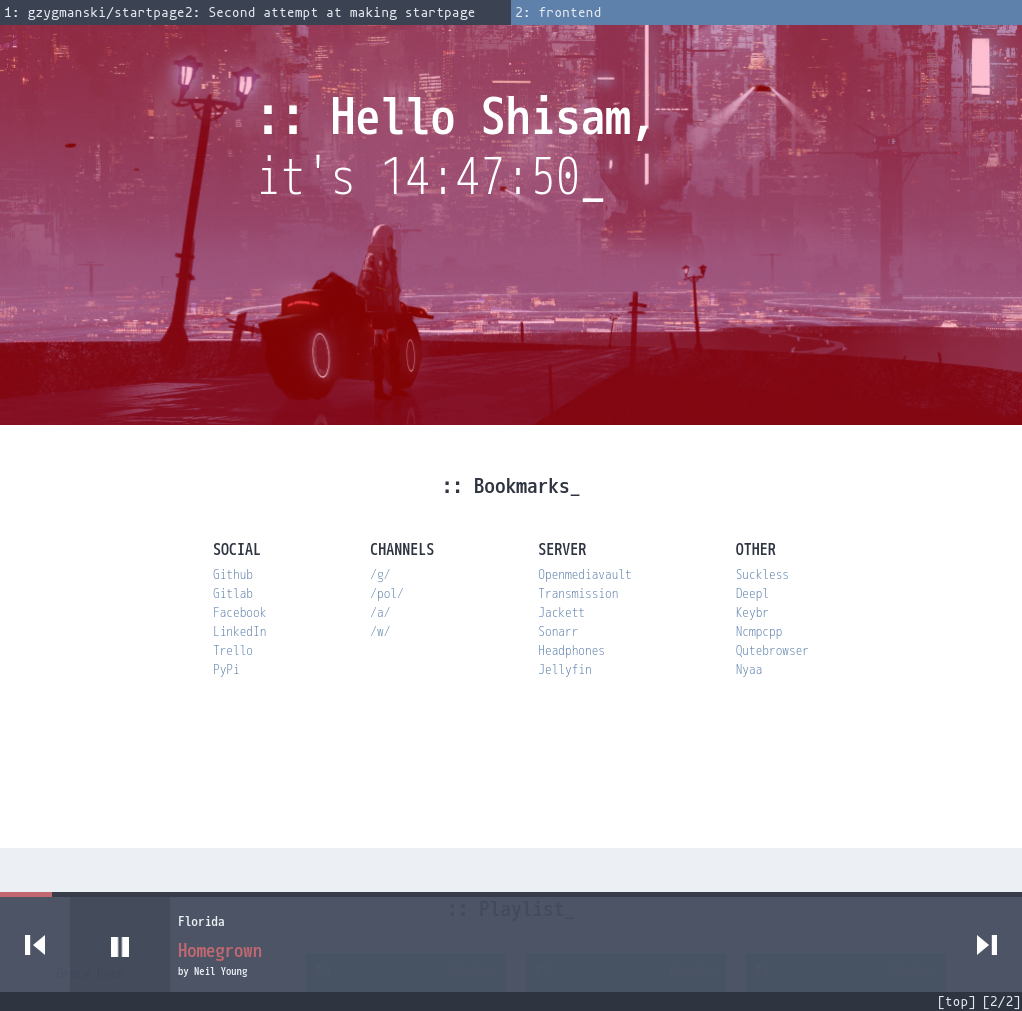 1: gzygmanski/startpage2: Second attempt at making startpage
2: frontend
:: Hello Shisam,
it's 14:47:50_
:: Bookmarks_
SOCIAL
Github
Gitlab
Facebook
LinkedIn
Trello
PyPi
CHANNELS
/g/
/pol/
/a/
/w/
SERVER
Openmediavault
Transmission
Jackett
Sonarr
Headphones
Jellyfin
OTHER
Suckless
Deepl
Keybr
Ncmpcpp
Qutebrowser
Nyaa
:: Playlist_
Florida
Homegrown
by Neil Young
[top] [2/2]